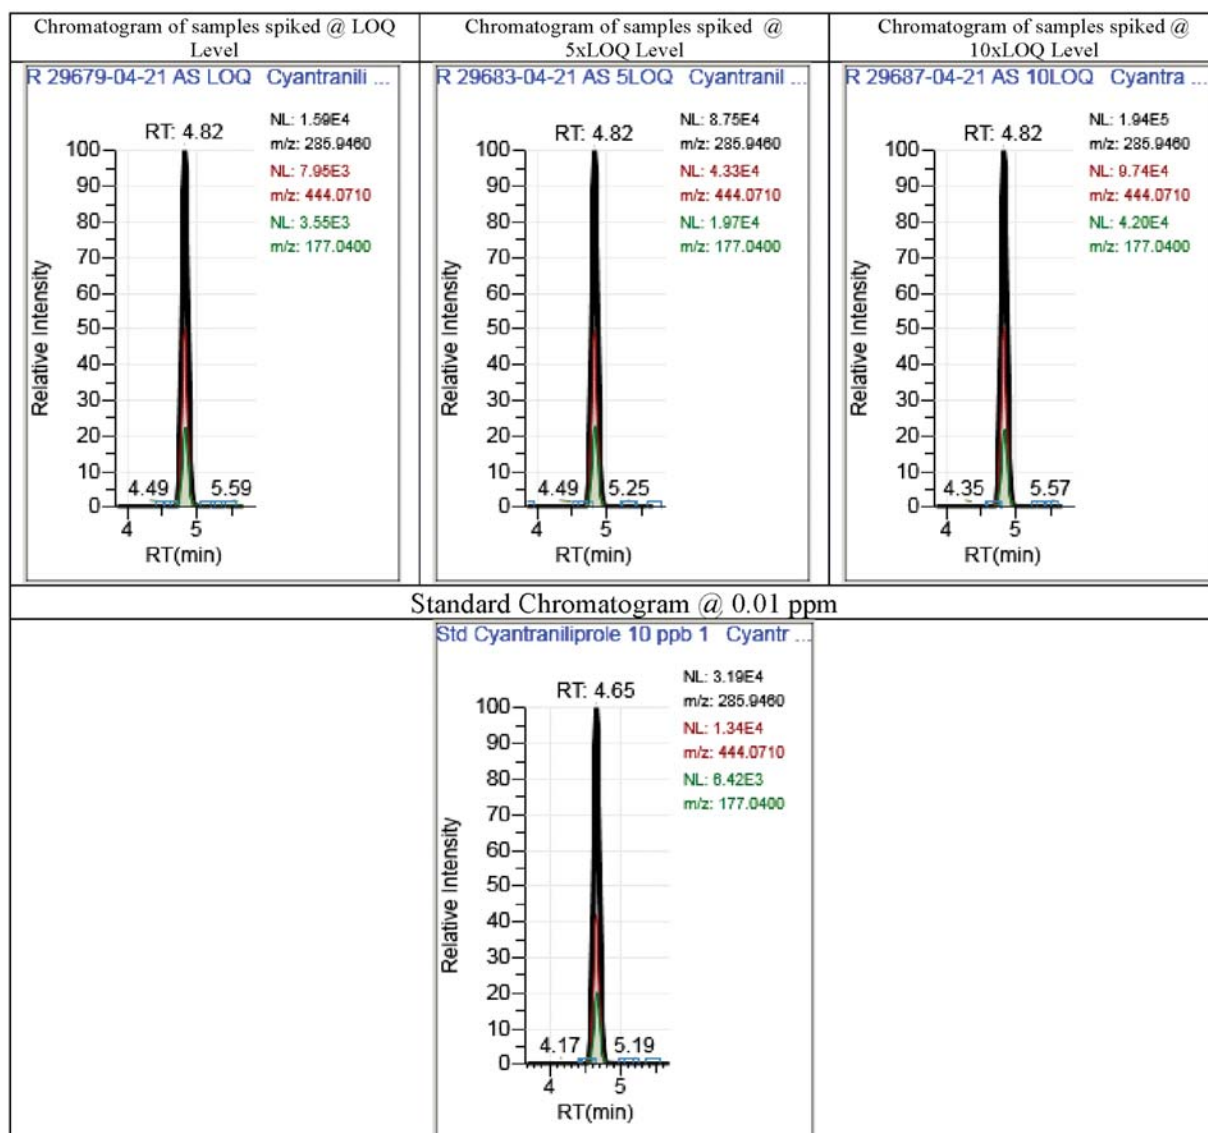 Chromatogram of samples spiked @ LOQ
Level
Chromatogram of samples spiked @
5xLOQ Level
Chromatogram of samples spiked @
10xLOQ Level
R 29679-04-21 AS LOQ Cyantranili ...
RT: 4.82
NL: 1.59E4
m/z: 285.9460
NL: 7.95E3
m/z: 444.0710
NL: 3.55E3
m/z: 177.0400
Relative Intensity
100
90
80
70
60
50
40
30
20
10
0
4.49
5.59
4
5
RT(min)
R 29683-04-21 AS 5LOQ Cyantranil ...
RT: 4.82
NL: 8.75E4
m/z: 285.9460
NL: 4.33E4
m/z: 444.0710
NL: 1.97E4
m/z: 177.0400
Relative Intensity
100
90
80
70
60
50
40
30
20
10
0
4.49
5.25
4
5
RT(min)
R 29687-04-21 AS 10LOQ Cyantra ...
RT: 4.82
NL: 1.94E5
m/z: 285.9460
NL: 9.74E4
m/z: 444.0710
NL: 4.20E4
m/z: 177.0400
Relative Intensity
100
90
80
70
60
50
40
30
20
10
0
4.35
5.57
4
5
RT(min)
Standard Chromatogram @ 0.01 ppm
Std Cyantraniliprole 10 ppb 1 Cyantr ...
RT: 4.65
NL: 3.19E4
m/z: 285.9460
NL: 1.34E4
m/z: 444.0710
NL: 6.42E3
m/z: 177.0400
Relative Intensity
100
90
80
70
60
50
40
30
20
10
0
4.17
5.19
4
5
RT(min)